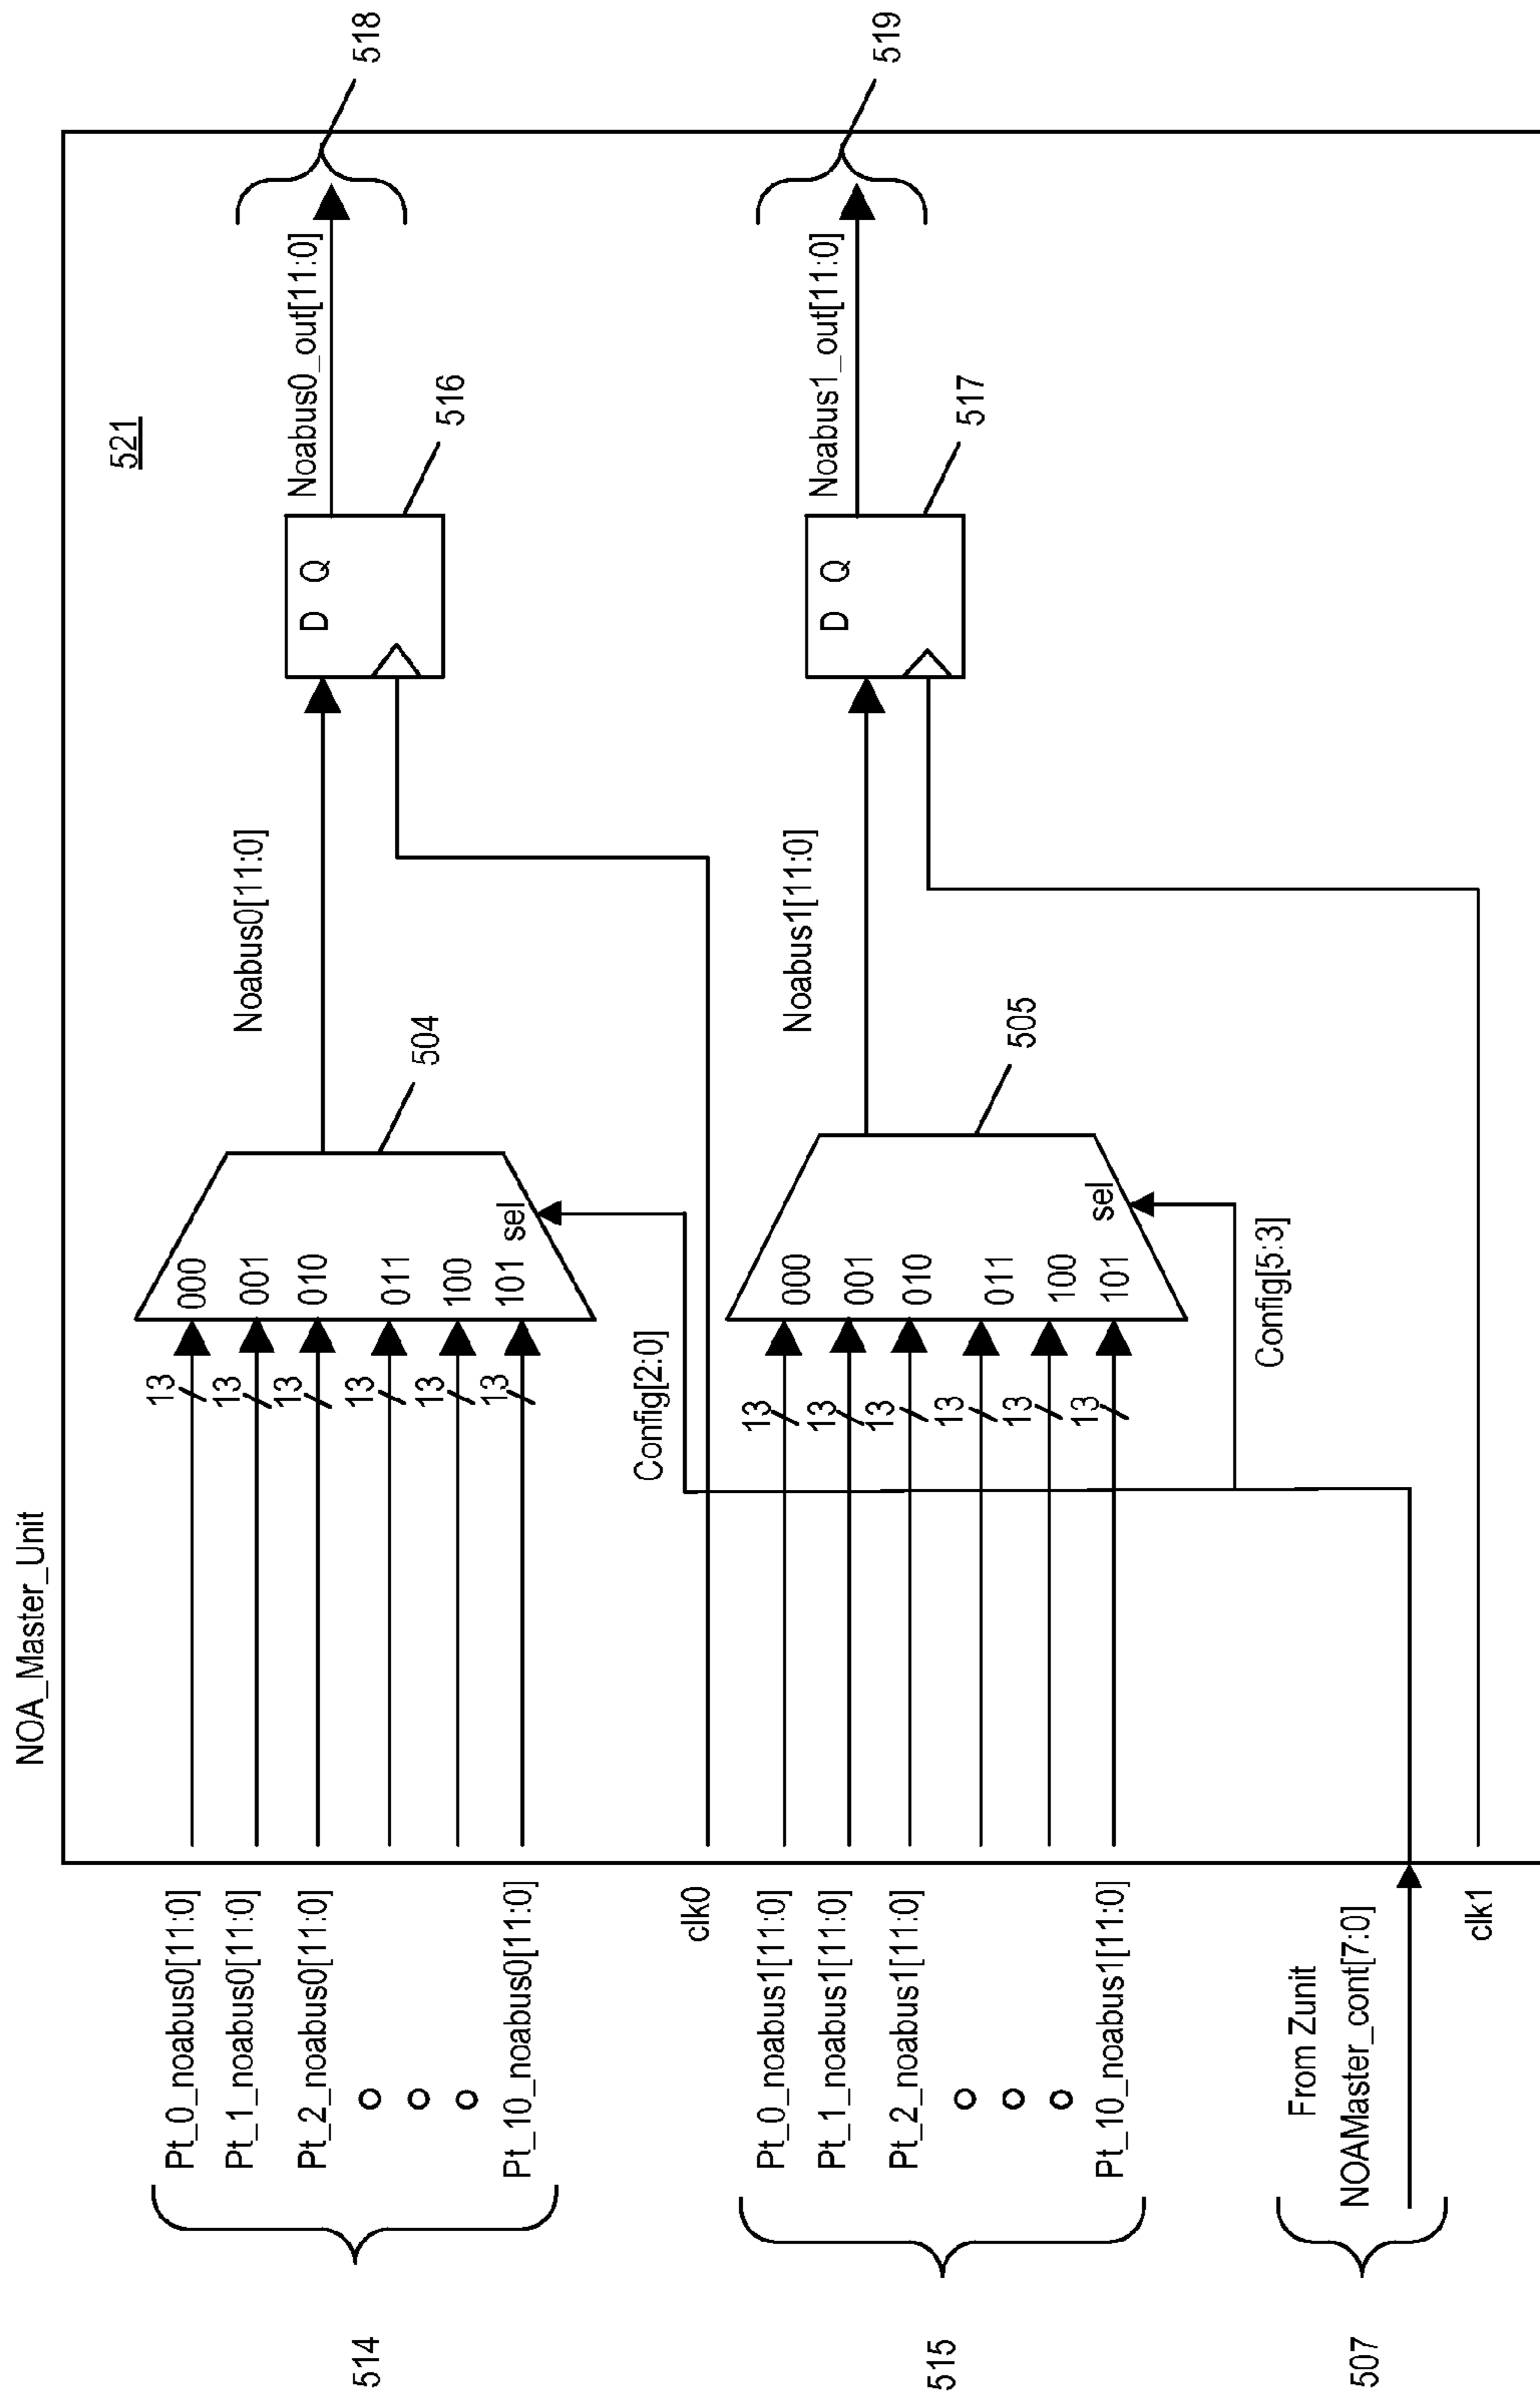 NOA_Master_Unit
521
514
Pt_0_noabus0[11:0]
Pt_1_noabus0[11:0]
Pt_2_noabus0[11:0]
Pt_10_noabus0[11:0]
13
13
13
13
13
13
000
001
010
011
100
101
sel
504
Noabus0[11:0]
D Q
516
Noabus0_out[11:0]
518
Config[2:0]
clk0
515
Pt_0_noabus1[11:0]
Pt_1_noabus1[11:0]
Pt_2_noabus1[11:0]
Pt_10_noabus1[11:0]
13
13
13
13
13
13
000
001
010
011
100
101
sel
505
Noabus1[11:0]
D Q
517
Noabus1_out[11:0]
519
Config[5:3]
507
From Zunit
NOAMaster_cont[7:0]
clk1